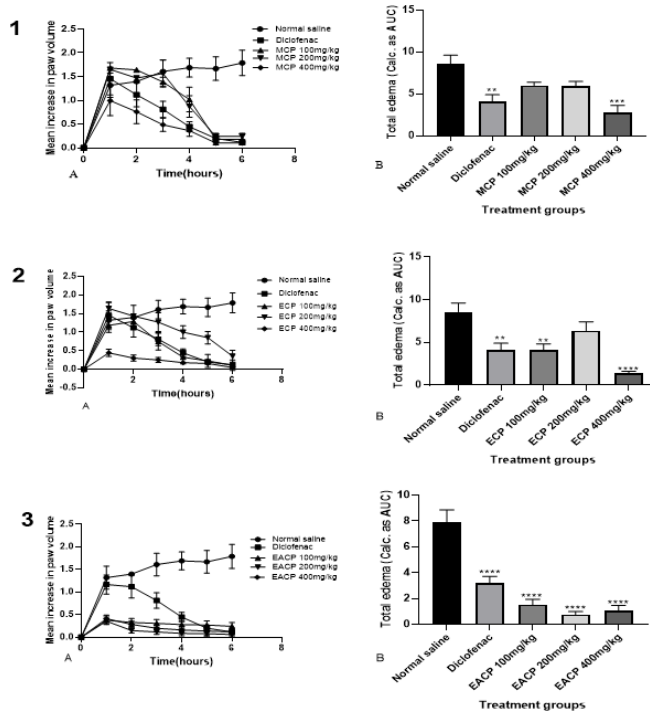 1
Mean increase in paw volume
2.5
2.0
1.5
1.0
0.5
0.0
0
2
4
6
8
Time(hours)
A
Normal saline
Diclofenac
MCP 100mg/kg
MCP 200mg/kg
MCP 400mg/kg
Total edema (Calc. as AUC)
15
10
5
0
**
***
Normal saline
Diclofenac
MCP 100mg/kg
MCP 200mg/kg
MCP 400mg/kg
Treatment groups
B
2
Mean increase in paw volume
2.5
2.0
1.5
1.0
0.5
0.0
-0.5
2
4
6
8
Time(hours)
A
Normal saline
Diclofenac
ECP 100mg/kg
ECP 200mg/kg
ECP 400mg/kg
Total edema (Calc. as AUC)
15
10
5
0
**
**
****
Normal saline
Diclofenac
ECP 100mg/kg
ECP 200mg/kg
ECP 400mg/kg
Treatment groups
B
3
Mean increase in paw volume
2.5
2.0
1.5
1.0
0.5
0.0
0
2
4
6
8
Time(hours)
A
Normal saline
Diclofenac
EACP 100mg/kg
EACP 200mg/kg
EACP 400mg/kg
Total edema (Calc. as AUC)
10
8
6
4
2
0
****
****
****
****
Normal saline
Diclofenac
EACP 100mg/kg
EACP 200mg/kg
EACP 400mg/kg
Treatment groups
B